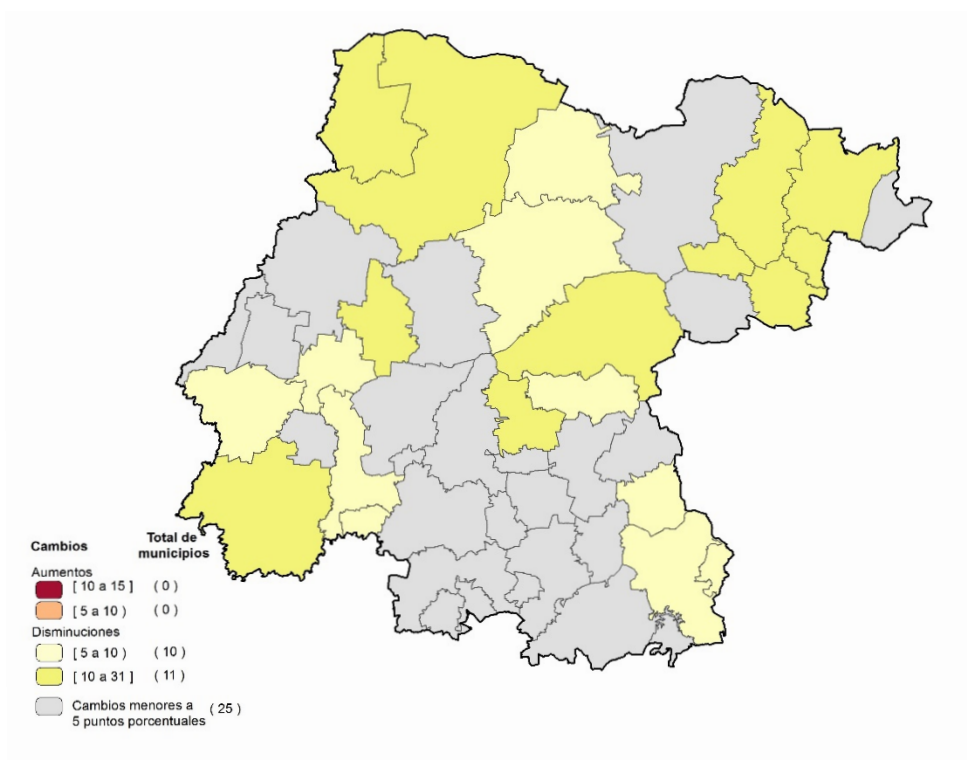 Cambios
Total de
municipios
Aumentos
[ 10 a 15 ] ( 0 )
[ 5 a 10 ) ( 0 )
Disminuciones
[ 5 a 10 ) ( 10 )
[ 10 a 31 ] ( 11 )
Cambios menores a
5 puntos porcentuales ( 25 )